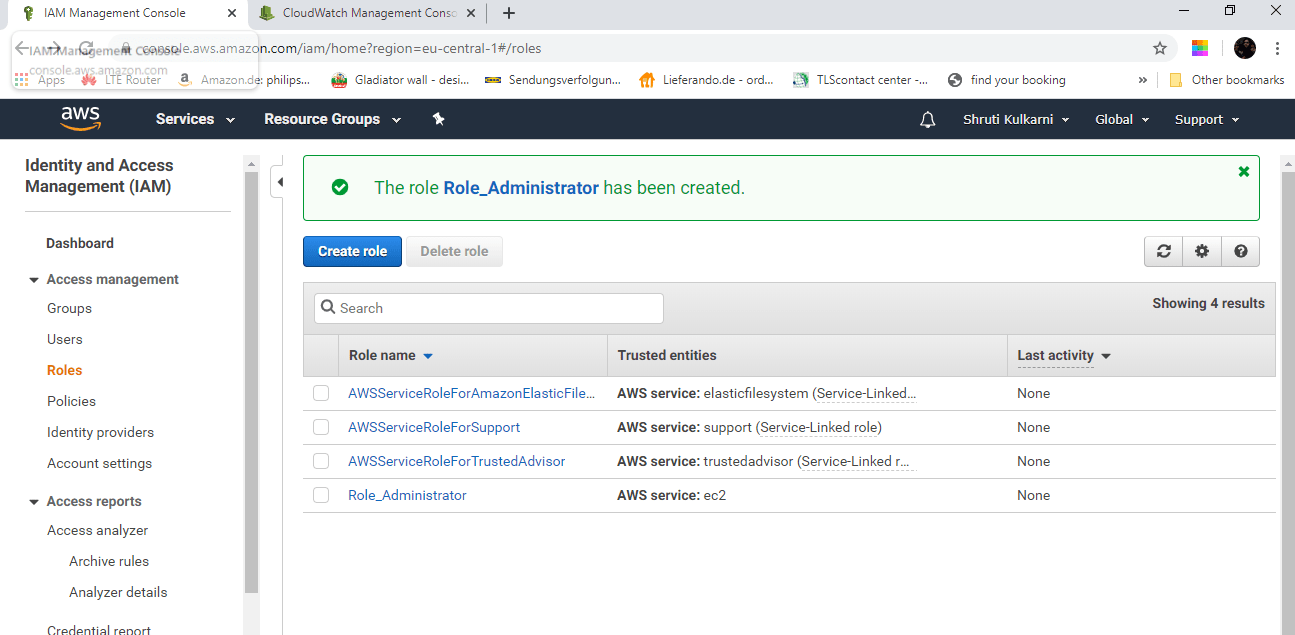 IAM Management Console
CloudWatch Management Conso
console.aws.amazon.com/iam/home?region=eu-central-1#/roles
IAM Management Console
console.aws.amazon.com
Apps
LTE Router
Amazon.de: philips...
Gladiator wall - desi...
Sendungsverfolgun...
Lieferando.de - ord...
TLScontact center -...
find your booking
Other bookmarks
aws
Services
Resource Groups
Shruti Kulkarni
Global
Support
Identity and Access
Management (IAM)
Dashboard
Access management
Groups
Users
Roles
Policies
Identity providers
Account settings
Access reports
Access analyzer
Archive rules
Analyzer details
Credential report
The role Role_Administrator has been created.
Create role
Delete role
Search
Showing 4 results
Role name Trusted entities Last activity
AWSServiceRoleForAmazonElasticFile... AWS service: elasticfilesystem (Service-Linked... None
AWSServiceRoleForSupport AWS service: support (Service-Linked role) None
AWSServiceRoleForTrustedAdvisor AWS service: trustedadvisor (Service-Linked r... None
Role_Administrator AWS service: ec2 None